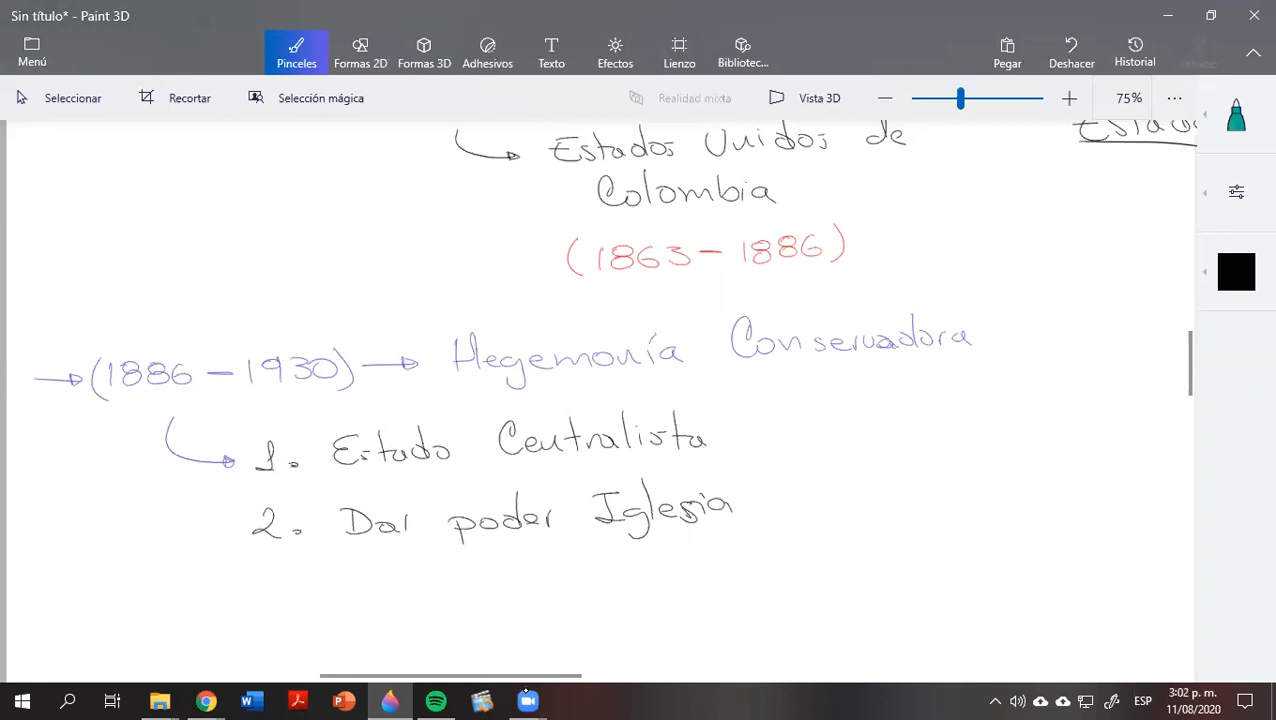 Sin título* - Paint 3D
Menú
Pinceles
Formas 2D
Formas 3D
Adhesivos
Texto
Efectos
Lienzo
Bibliotec...
Pegar
Deshacer
Historial
Seleccionar
Recortar
Selección mágica
Realidad mixta
Vista 3D
75%
Estados Unidos de
Colombia
(1863 - 1886)
(1886 - 1930) → Hegemonía Conservadora
1. Estado Centralista
2. Dar poder Iglesia
ESP
3:02 p. m.
11/08/2020